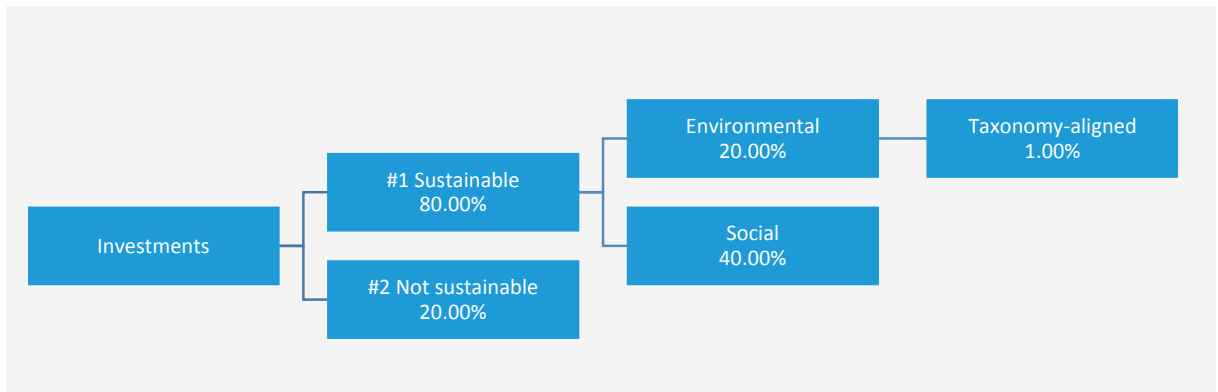 Investments
#1 Sustainable
80.00%
#2 Not sustainable
20.00%
Environmental
20.00%
Social
40.00%
Taxonomy-aligned
1.00%